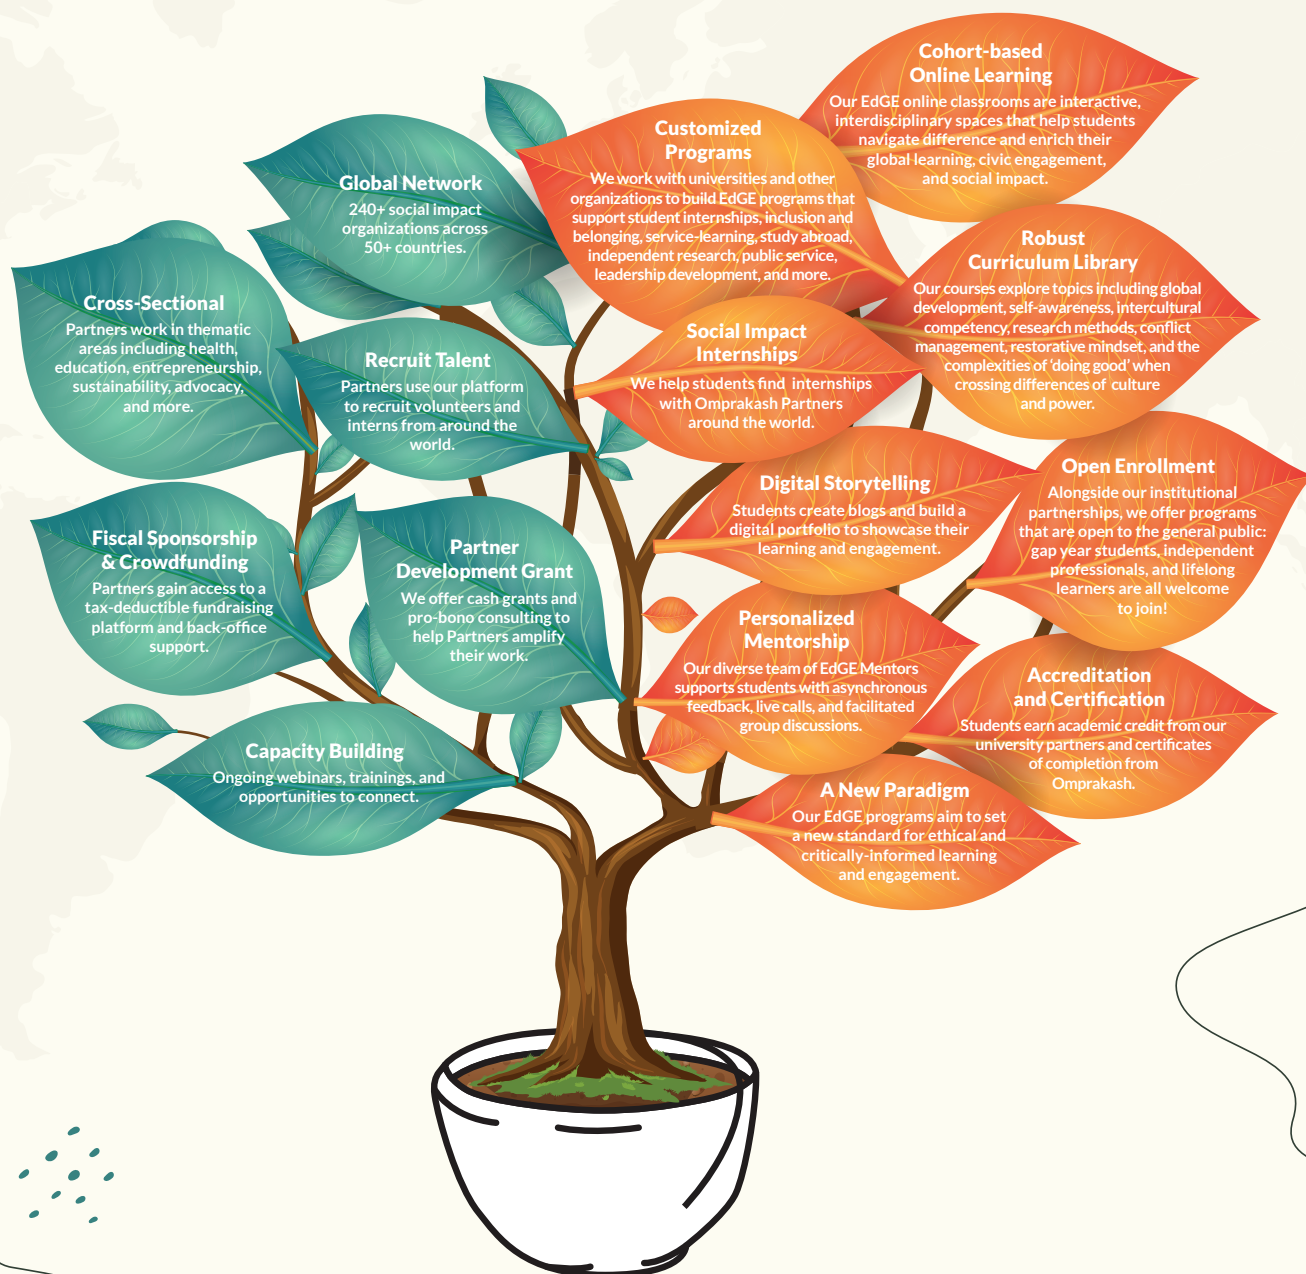 Global Network
240+ social impact
organizations across
50+ countries.
Cross-Sectional
Partners work in thematic
areas including health,
education, entrepreneurship,
sustainability, advocacy,
and more.
Recruit Talent
Partners use our platform
to recruit volunteers and
interns from around the
world.
Fiscal Sponsorship
& Crowdfunding
Partners gain access to a
tax-deductible fundraising
platform and back-office
support.
Partner
Development Grant
We offer cash grants and
pro-bono consulting to
help Partners amplify
their work.
Capacity Building
Ongoing webinars, trainings, and
opportunities to connect.
Cohort-based
Online Learning
Our EdGE online classrooms are interactive,
interdisciplinary spaces that help students
navigate difference and enrich their
global learning, civic engagement,
and social impact.
Customized
Programs
We work with universities and other
organizations to build EdGE programs that
support student internships, inclusion and
belonging, service-learning, study abroad,
independent research, public service,
leadership development, and more.
Robust
Curriculum Library
Our courses explore topics including global
development, self-awareness, intercultural
competency, research methods, conflict
management, restorative mindset, and the
complexities of ‘doing good’ when
crossing differences of culture
and power.
Social Impact
Internships
We help students find internships
with Omprakash Partners
around the world.
Digital Storytelling
Students create blogs and build a
digital portfolio to showcase their
learning and engagement.
Open Enrollment
Alongside our institutional
partnerships, we offer programs
that are open to the general public:
gap year students, independent
professionals, and lifelong
learners are all welcome
to join!
Personalized
Mentorship
Our diverse team of EdGE Mentors
supports students with asynchronous
feedback, live calls, and facilitated
group discussions.
Accreditation
and Certification
Students earn academic credit from our
university partners and certificates
of completion from
Omprakash.
A New Paradigm
Our EdGE programs aim to set
a new standard for ethical and
critically-informed learning
and engagement.